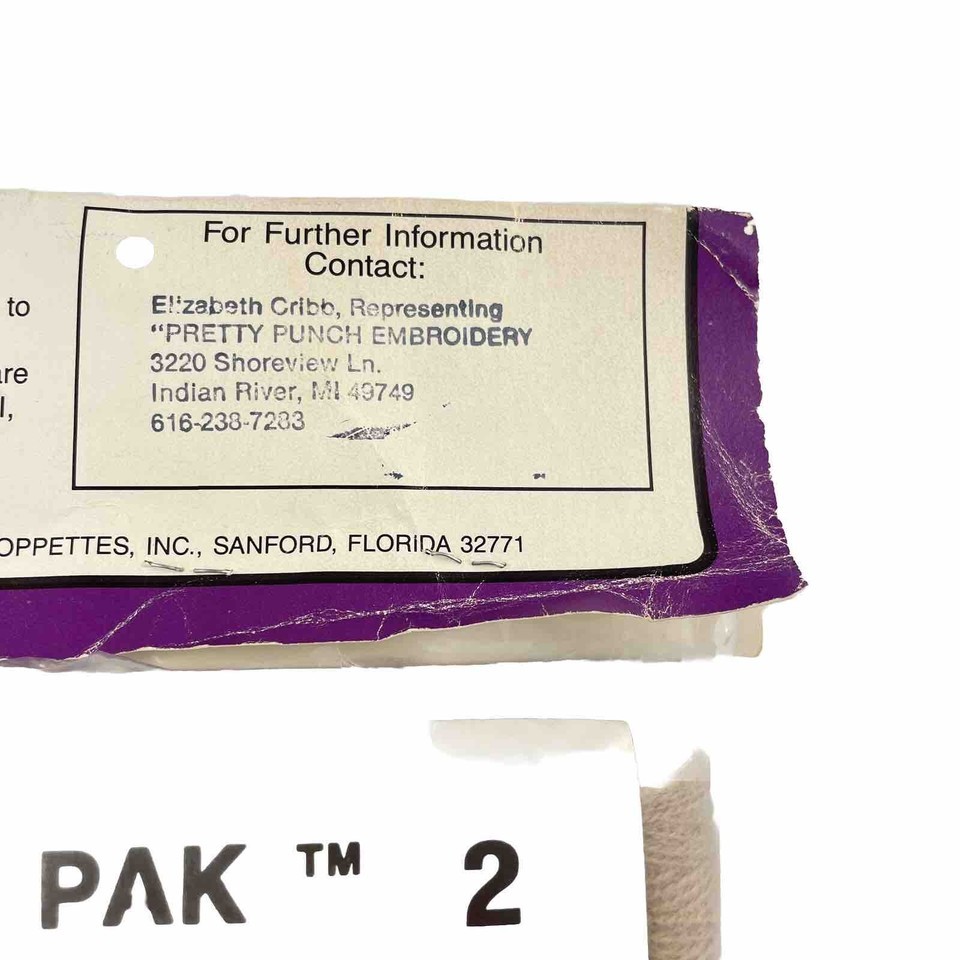 For Further Information
Contact:
to
Elizabeth Cribb, Representing
"PRETTY PUNCH EMBROIDERY
3220 Shoreview Ln.
are
Indian River, MI 49749
l,
616-238-7283
OPPETTES, INC., SANFORD, FLORIDA 32771
PAK ™ 2